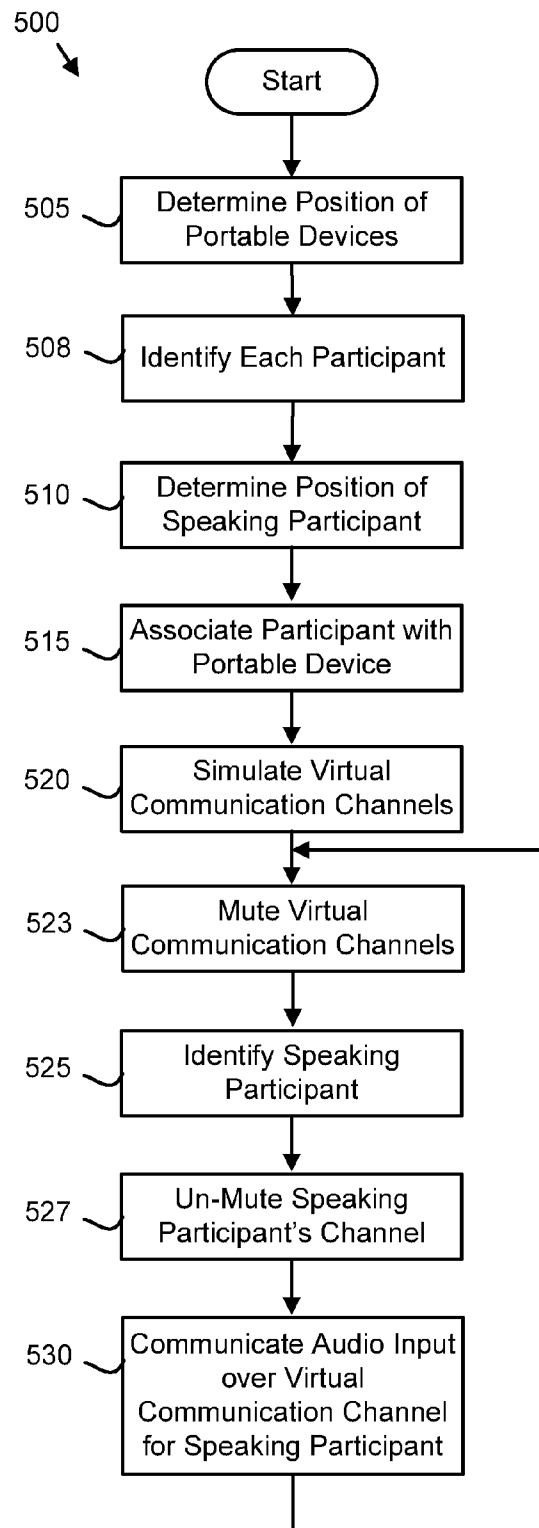 500
Start
505
Determine Position of
Portable Devices
508
Identify Each Participant
510
Determine Position of
Speaking Participant
515
Associate Participant with
Portable Device
520
Simulate Virtual
Communication Channels
523
Mute Virtual
Communication Channels
525
Identify Speaking
Participant
527
Un-Mute Speaking
Participant's Channel
530
Communicate Audio Input
over Virtual
Communication Channel
for Speaking Participant